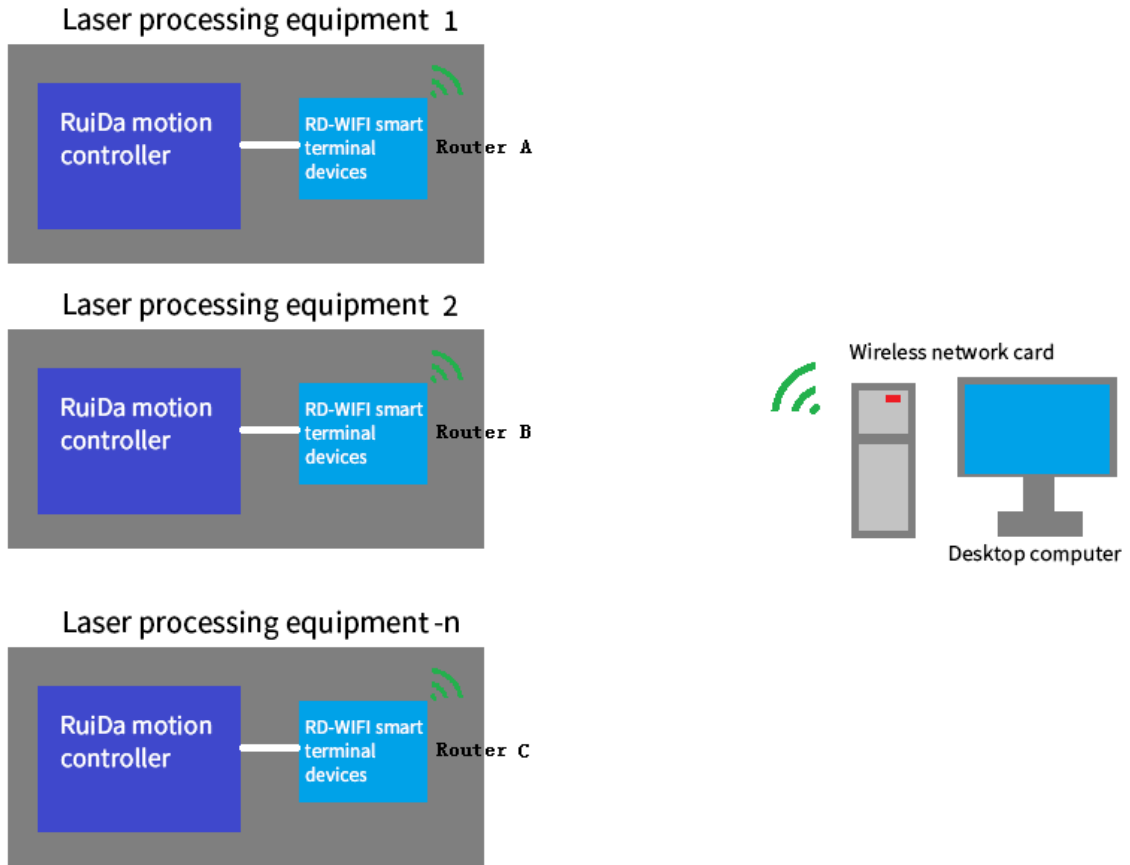 Laser processing equipment 1
RuiDa motion
controller
RD-WIFI smart
terminal
devices
Router A
Laser processing equipment 2
RuiDa motion
controller
RD-WIFI smart
terminal
devices
Router B
Wireless network card
Desktop computer
Laser processing equipment-n
RuiDa motion
controller
RD-WIFI smart
terminal
devices
Router C